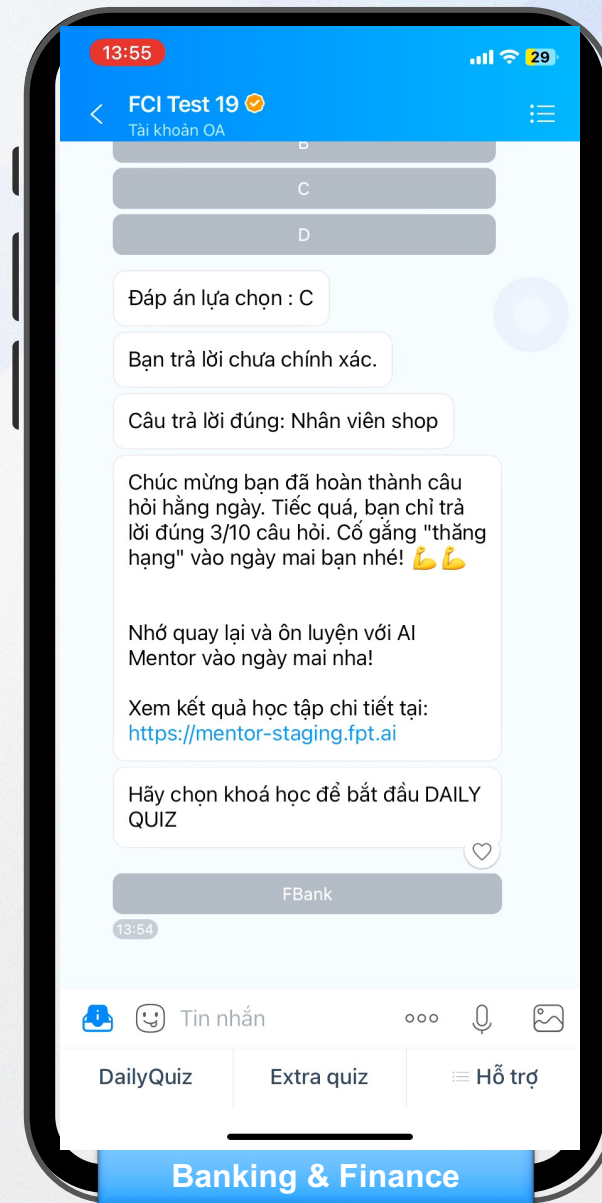 13:55
29
FCI Test 19
Tài khoản OA
B
C
D
Đáp án lựa chọn : C
Bạn trả lời chưa chính xác.
Câu trả lời đúng: Nhân viên shop
Chúc mừng bạn đã hoàn thành câu
hỏi hằng ngày. Tiếc quá, bạn chỉ trả
lời đúng 3/10 câu hỏi. Cố gắng "thăng
hạng" vào ngày mai bạn nhé! 💪💪
Nhớ quay lại và ôn luyện với AI
Mentor vào ngày mai nha!
Xem kết quả học tập chi tiết tại:
https://mentor-staging.fpt.ai
Hãy chọn khoá học để bắt đầu DAILY
QUIZ
FBank
13:54
Tin nhắn
DailyQuiz
Extra quiz
Hỗ trợ
Banking & Finance